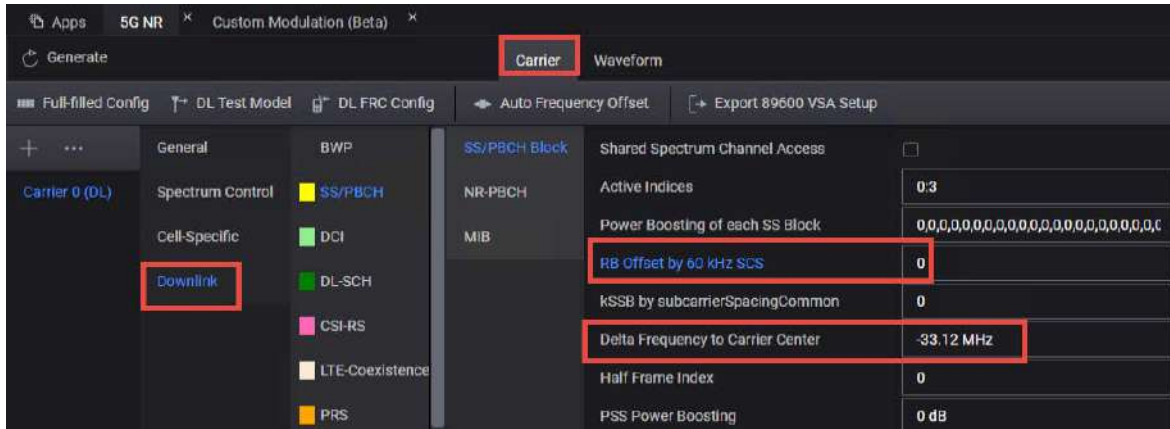 Apps 5G NR × Custom Modulation (Beta) ×
Generate Carrier Waveform
Full-filled Config DL Test Model DL FRC Config Auto Frequency Offset Export 89600 VSA Setup
+ ... General BWP SS/PBCH Block Shared Spectrum Channel Access
Carrier 0 (DL) Spectrum Control SS/PBCH NR-PBCH Active Indices 0:3
Cell-Specific DCI MIB Power Boosting of each SS Block 0,0,0,0,0,0,0,0,0,0,0,0,0,0,0,0,0,0,0,0,0,0
Downlink DL-SCH RB Offset by 60 kHz SCS 0
CSI-RS kSSB by subcarrierSpacingCommon 0
Delta Frequency to Carrier Center -33.12 MHz
LTE-Coexistence Half Frame Index 0
PRS PSS Power Boosting 0 dB